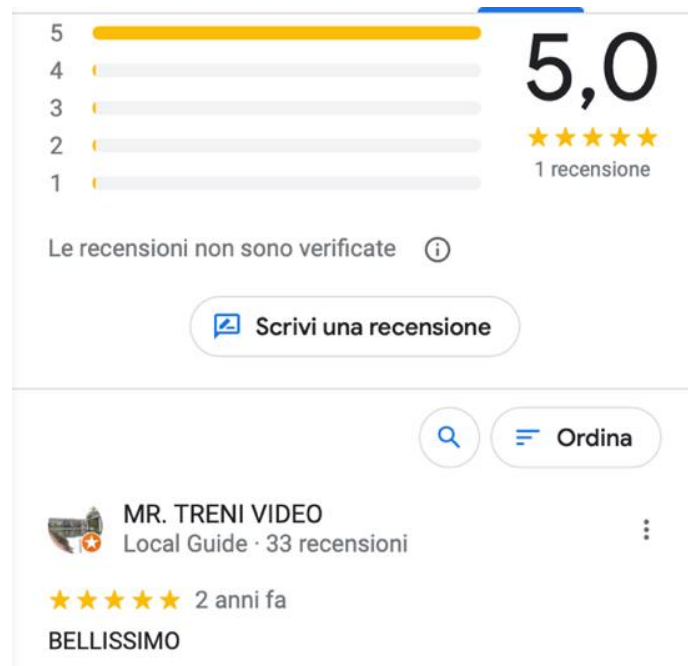 5
4
3
2
1
5,0
1 recensione
Le recensioni non sono verificate
Scrivi una recensione
Ordina
MR. TRENI VIDEO
Local Guide · 33 recensioni
2 anni fa
BELLISSIMO